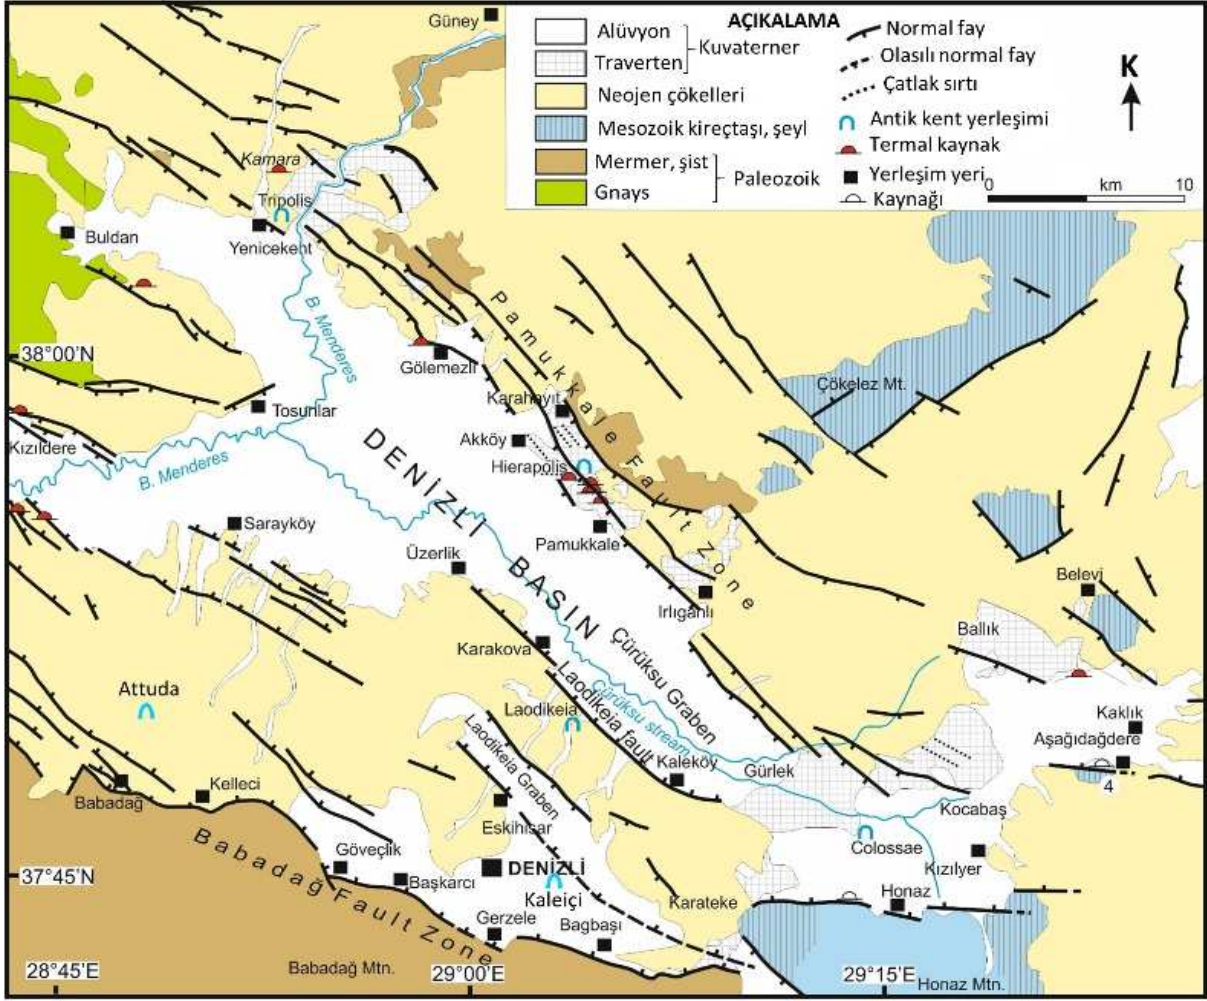 Güney
AÇIKALAMA
Alüvyon
Traverten
Kuvaterner
Neojen çökelleri
Mesozoik kireçtaşı, şeyl
Mermer, şist
Gnays
Paleozoik
Normal fay
Olasılı normal fay
Çatlak sırtı
Antik kent yerleşimi
Termal kaynak
Yerleşim yeri
Kaynağı
K
0 km 10
Kamara
Tripolis
Buldan
Yenicekent
B. Menderes
38°00'N
Gölemezli
Pamukkale Fault Zone
Çökelez Mt.
Karahayıt
Tosunlar
Akköy
Kızıldere
Hierapolis
B. Menderes
DENİZLİ BASIN
Sarayköy
Pamukkale
Üzerlik
Irlıganlı
Belevi
Ballık
Karakova
Çürüksu Graben
Attuda
Laodikeia
Laodikeia fault
Çürüksu stream
Kaklık
Laodikeia Graben
Aşağıdağdere
Kaleköy
Gürlek
4
Babadağ
Kelleci
Kocabaş
Eskihisar
Babadağ Fault Zone
Göveçlik
Colossae
DENİZLİ
Kızılyer
37°45'N
Başkarcı
Kaleiçi
Karateke
Honaz
Gerzele
Bagbaşı
28°45'E
Babadağ Mtn.
29°00'E
29°15'E
Honaz Mtn.